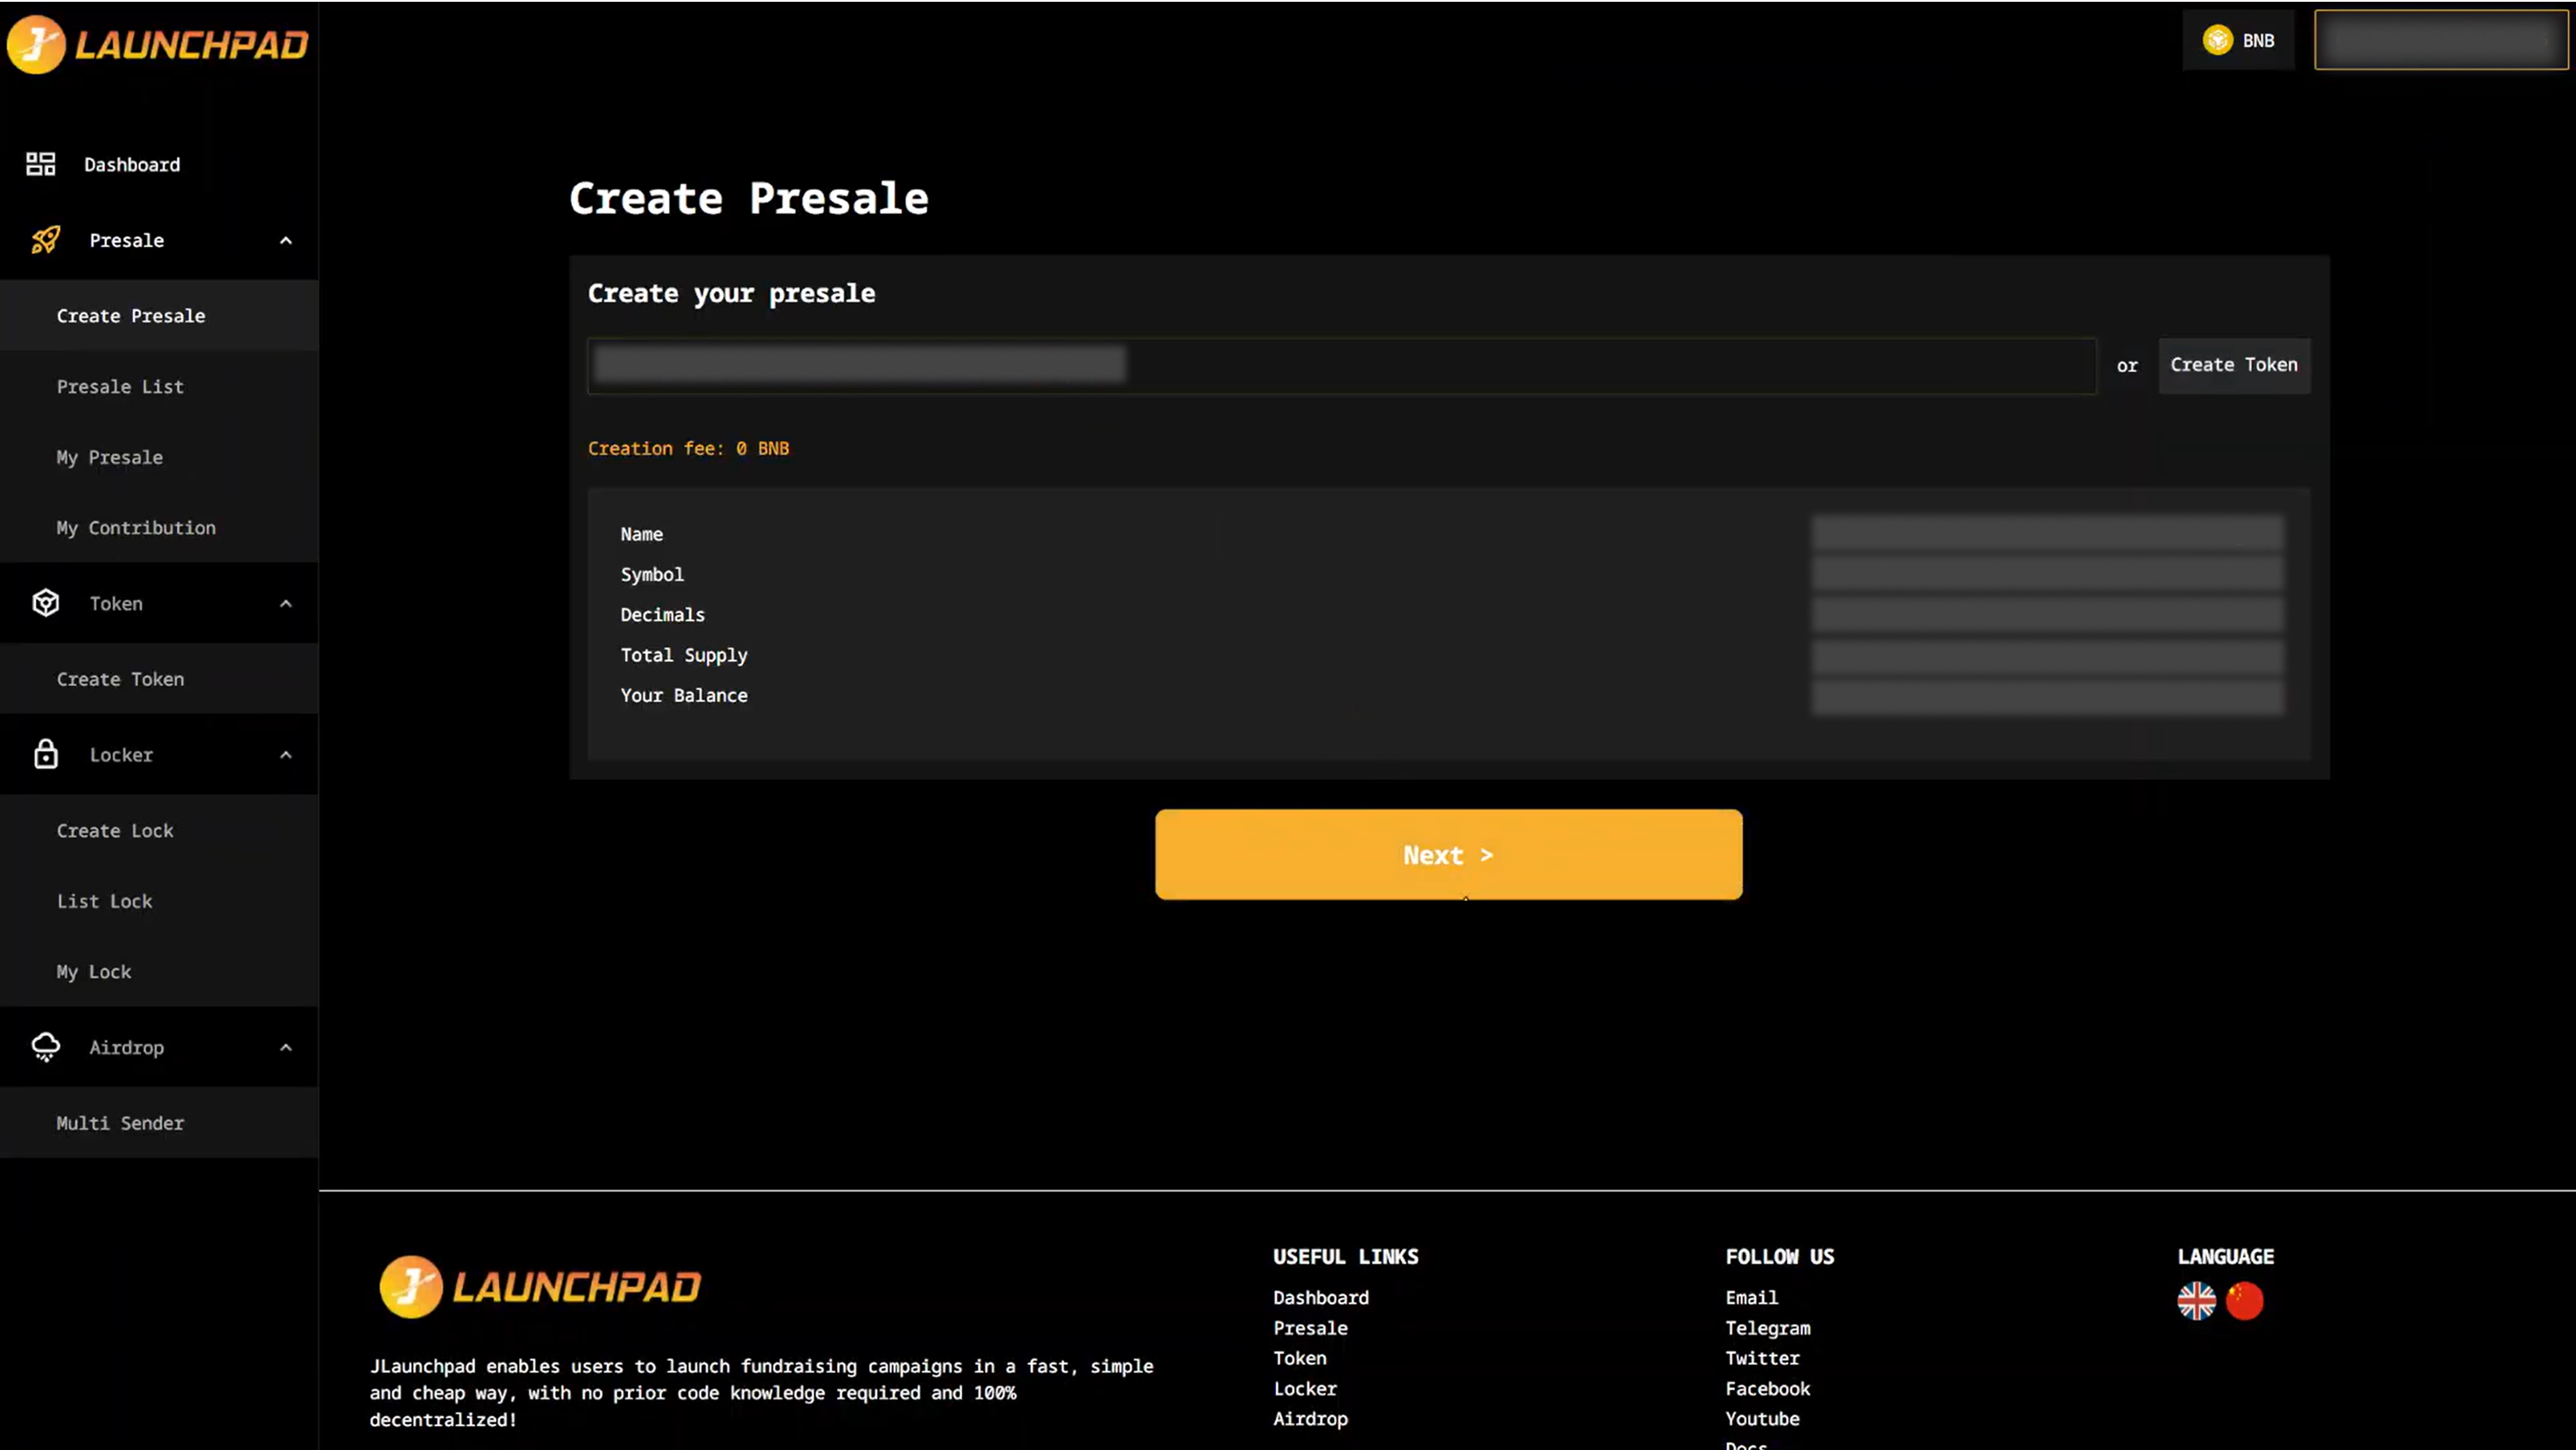 LAUNCHPAD
BNB
Dashboard
Presale
Create Presale
Presale List
My Presale
My Contribution
Token
Create Token
Locker
Create Lock
List Lock
My Lock
Airdrop
Multi Sender
Create Presale
Create your presale
or
Create Token
Creation fee: 0 BNB
Name
Symbol
Decimals
Total Supply
Your Balance
Next >
LAUNCHPAD
JLaunchpad enables users to launch fundraising campaigns in a fast, simple
and cheap way, with no prior code knowledge required and 100%
decentralized!
USEFUL LINKS
Dashboard
Presale
Token
Locker
Airdrop
FOLLOW US
Email
Telegram
Twitter
Facebook
Youtube
Docs
LANGUAGE